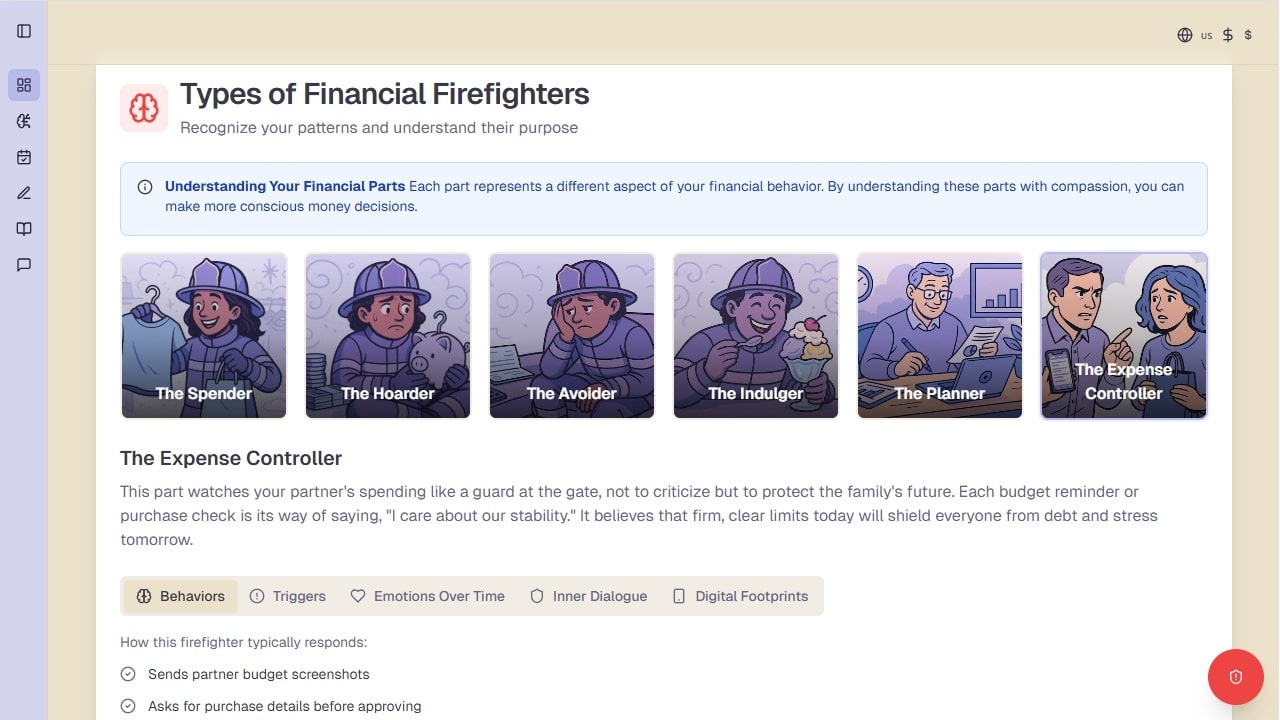 US $ $
Types of Financial Firefighters
Recognize your patterns and understand their purpose
Understanding Your Financial Parts Each part represents a different aspect of your financial behavior. By understanding these parts with compassion, you can
make more conscious money decisions.
The Spender
The Hoarder
The Avoider
The Indulger
The Planner
The Expense
Controller
The Expense Controller
This part watches your partner's spending like a guard at the gate, not to criticize but to protect the family's future. Each budget reminder or
purchase check is its way of saying, "I care about our stability." It believes that firm, clear limits today will shield everyone from debt and stress
tomorrow.
Behaviors
Triggers
Emotions Over Time
Inner Dialogue
Digital Footprints
How this firefighter typically responds:
Sends partner budget screenshots
Asks for purchase details before approving